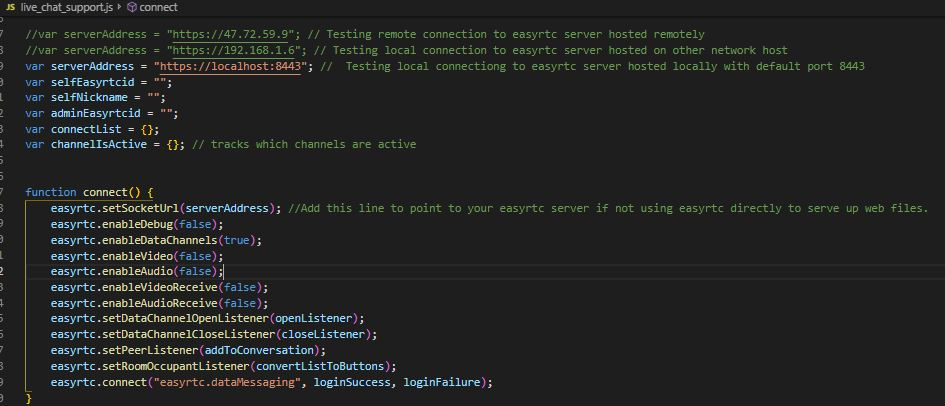 JS live_chat_support.js > connect
//var serverAddress = "https://47.72.59.9"; // Testing remote connection to easyrtc server hosted remotely
//var serverAddress = "https://192.168.1.6"; // Testing local connection to easyrtc server hosted on other network host
var serverAddress = "https://localhost:8443"; //  Testing local connectiong to easyrtc server hosted locally with default port 8443
var selfEasyrtcid = "";
var selfNickname = "";
var adminEasyrtcid = "";
var connectList = {};
var channelIsActive = {}; // tracks which channels are active
function connect() {
easyrtc.setSocketUrl(serverAddress); //Add this line to point to your easyrtc server if not using easyrtc directly to serve up web files.
easyrtc.enableDebug(false);
easyrtc.enableDataChannels(true);
easyrtc.enableVideo(false);
easyrtc.enableAudio(false);
easyrtc.enableVideoReceive(false);
easyrtc.enableAudioReceive(false);
easyrtc.setDataChannelOpenListener(openListener);
easyrtc.setDataChannelCloseListener(closeListener);
easyrtc.setPeerListener(addToConversation);
easyrtc.setRoomOccupantListener(convertListToButtons);
easyrtc.connect("easyrtc.dataMessaging", loginSuccess, loginFailure);
}